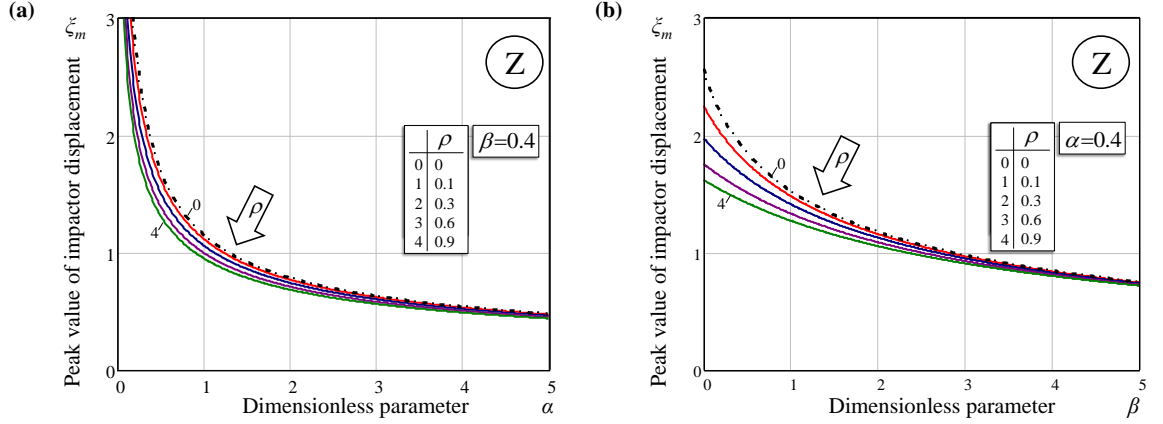 (a)
ξm
Peak value of impactor displacement
3
2
1
0
Z
ρ
0 0
1 0.1
2 0.3
3 0.6
4 0.9
β=0.4
0
4
ρ
0 1 2 3 4 5
Dimensionless parameter α
(b)
ξm
Peak value of impactor displacement
3
2
1
0
Z
ρ
0 0
1 0.1
2 0.3
3 0.6
4 0.9
α=0.4
0
4
ρ
0 1 2 3 4 5
Dimensionless parameter β